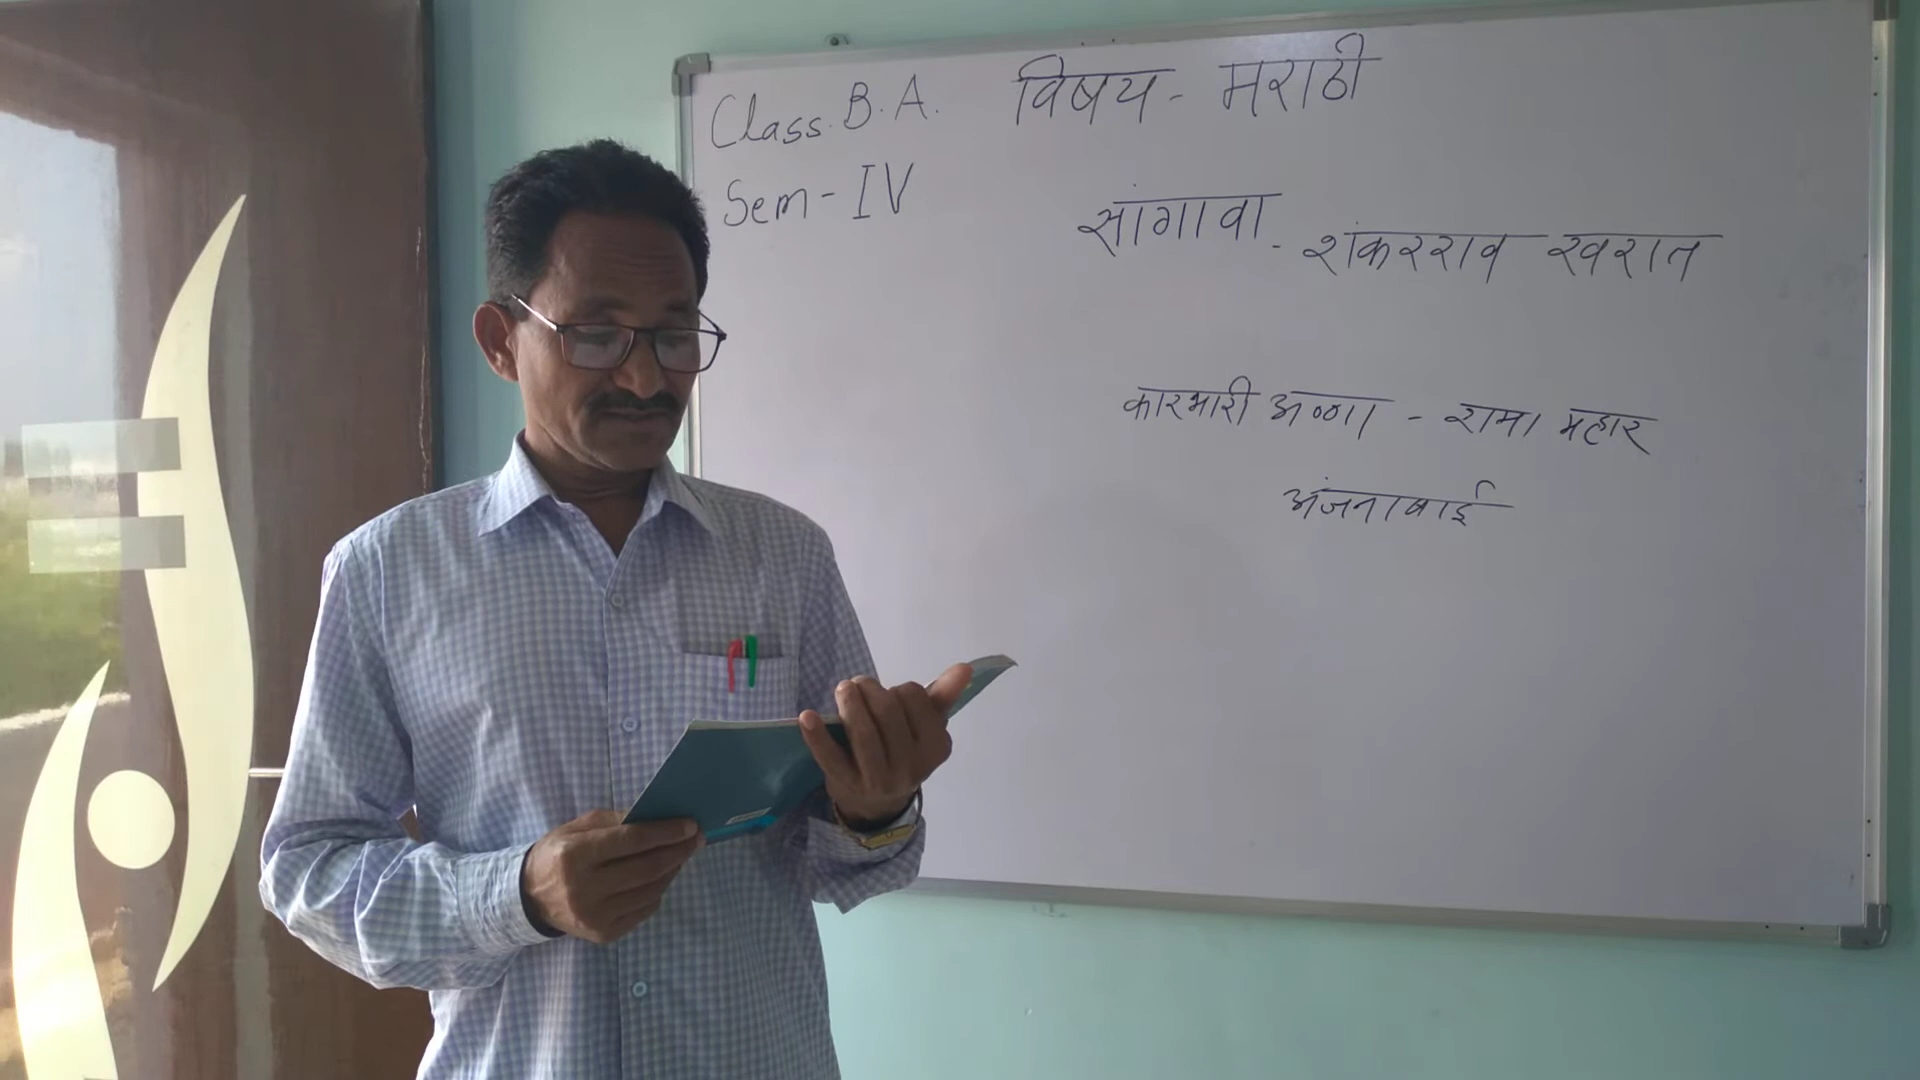 Class. B. A. विषय - मराठी
Sem - IV
सांगावा - शंकरराव खरात
कारभारी अण्णा - रामा महार
अंजनाबाई